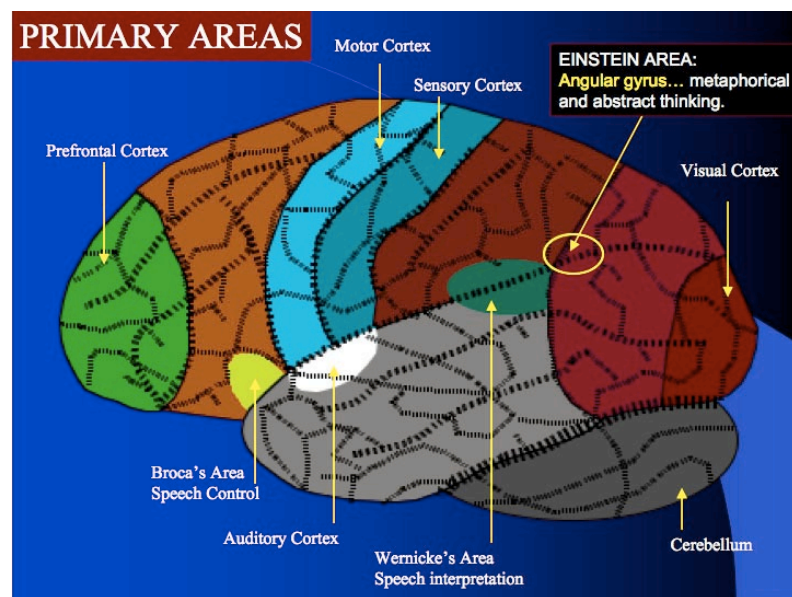 PRIMARY AREAS
Motor Cortex
Sensory Cortex
EINSTEIN AREA:
Angular gyrus… metaphorical
and abstract thinking.
Prefrontal Cortex
Visual Cortex
Broca's Area
Speech Control
Auditory Cortex
Wernicke's Area
Speech interpretation
Cerebellum